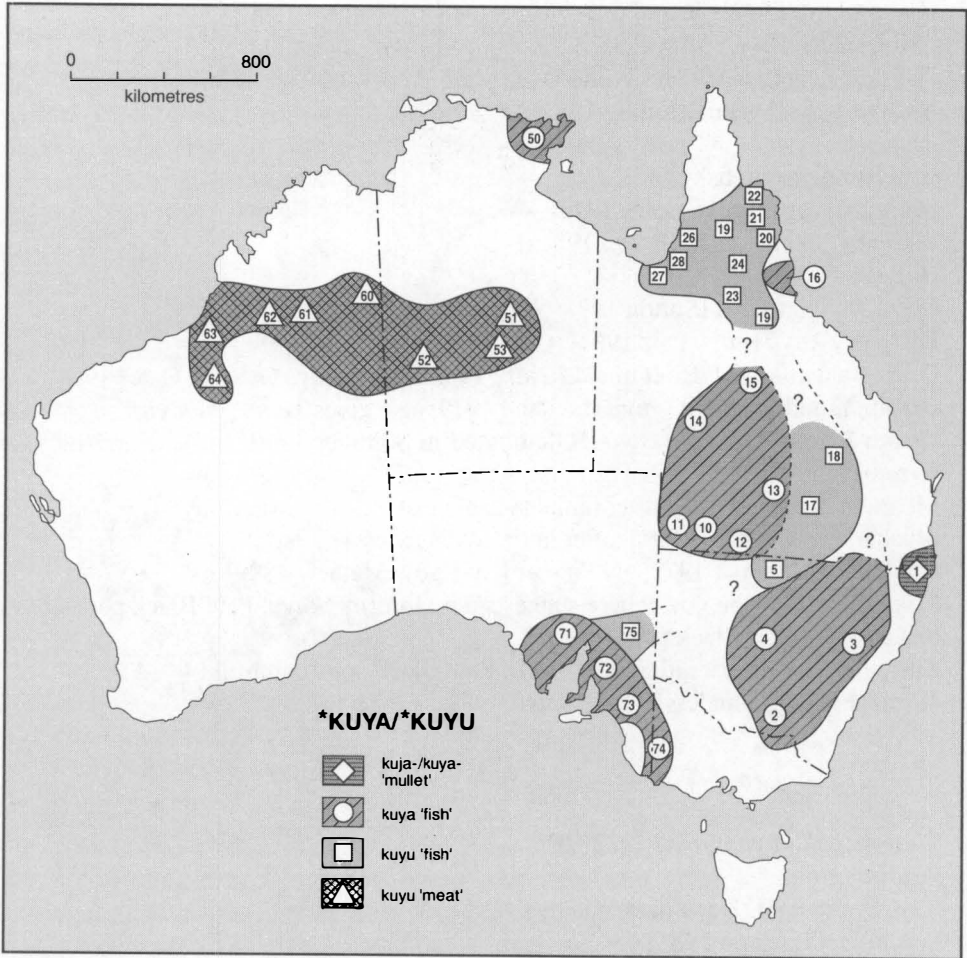 0 800
kilometres
50
22
21
26 19 20
28 24
27 16
23
60 19
62 61 51
63 ?
52 53
64 15
?
14
18
13
17
11 10
12 ?
5 1
?
71 75 4 3
72
73 2
74
*KUYA/*KUYU
kuja-/kuya-
'mullet'
kuya 'fish'
kuyu 'fish'
kuyu 'meat'